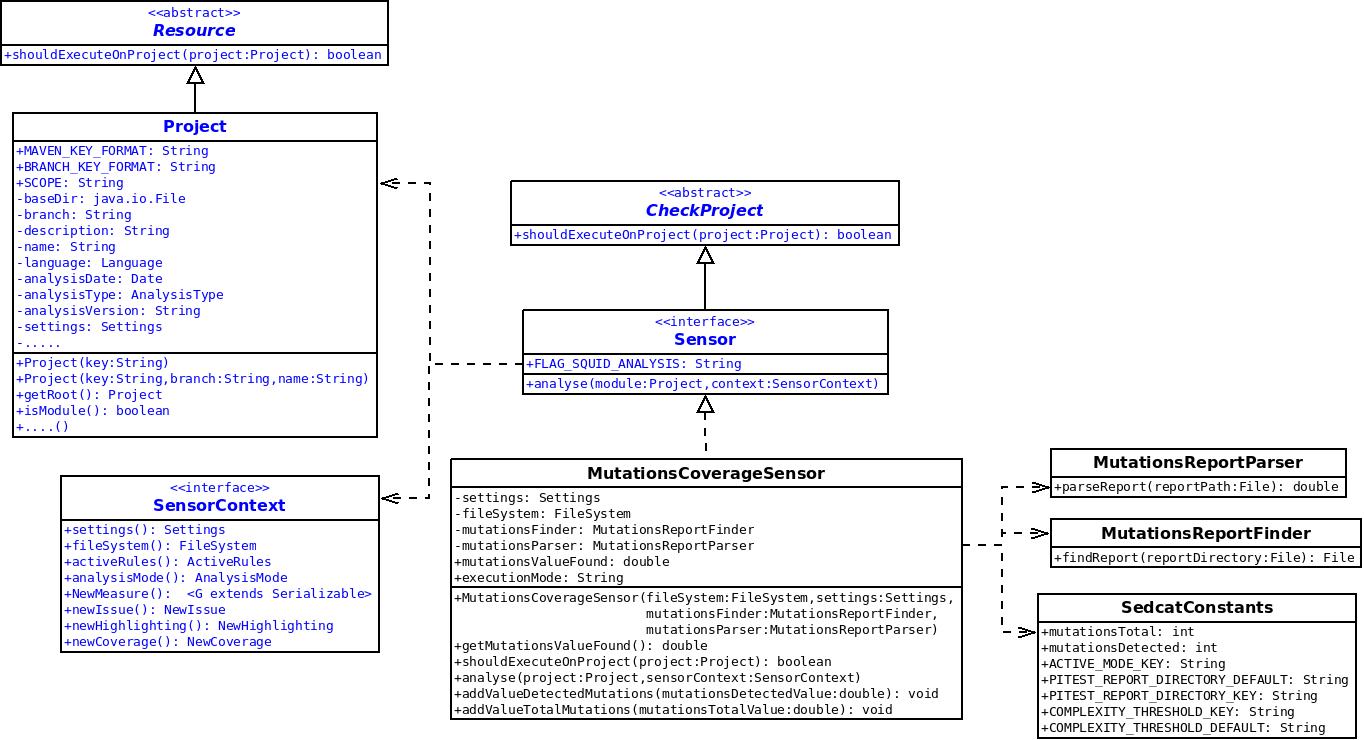 <<abstract>>
Resource
+shouldExecuteOnProject(project:Project): boolean
Project
+MAVEN_KEY_FORMAT: String
+BRANCH_KEY_FORMAT: String
+SCOPE: String
-baseDir: java.io.File
-branch: String
-description: String
-name: String
-language: Language
-analysisDate: Date
-analysisType: AnalysisType
-analysisVersion: String
-settings: Settings
-.....
+Project(key:String)
+Project(key:String,branch:String,name:String)
+getRoot(): Project
+isModule(): boolean
+....()
<<interface>>
SensorContext
+settings(): Settings
+fileSystem(): FileSystem
+activeRules(): ActiveRules
+analysisMode(): AnalysisMode
+NewMeasure():  <G extends Serializable>
+newIssue(): NewIssue
+newHighlighting(): NewHighlighting
+newCoverage(): NewCoverage
<<abstract>>
CheckProject
+shouldExecuteOnProject(project:Project): boolean
<<interface>>
Sensor
+FLAG_SQUID_ANALYSIS: String
+analyse(module:Project,context:SensorContext)
MutationsCoverageSensor
-settings: Settings
-fileSystem: FileSystem
-mutationsFinder: MutationsReportFinder
-mutationsParser: MutationsReportParser
+mutationsValueFound: double
+executionMode: String
+MutationsCoverageSensor(fileSystem:FileSystem,settings:Settings,
mutationsFinder:MutationsReportFinder,
mutationsParser:MutationsReportParser)
+getMutationsValueFound(): double
+shouldExecuteOnProject(project:Project): boolean
+analyse(project:Project,sensorContext:SensorContext)
+addValueDetectedMutations(mutationsDetectedValue:double): void
+addValueTotalMutations(mutationsTotalValue:double): void
MutationsReportParser
+parseReport(reportPath:File): double
MutationsReportFinder
+findReport(reportDirectory:File): File
SedcatConstants
+mutationsTotal: int
+mutationsDetected: int
+ACTIVE_MODE_KEY: String
+PITEST_REPORT_DIRECTORY_DEFAULT: String
+PITEST_REPORT_DIRECTORY_KEY: String
+COMPLEXITY_THRESHOLD_KEY: String
+COMPLEXITY_THRESHOLD_DEFAULT: String